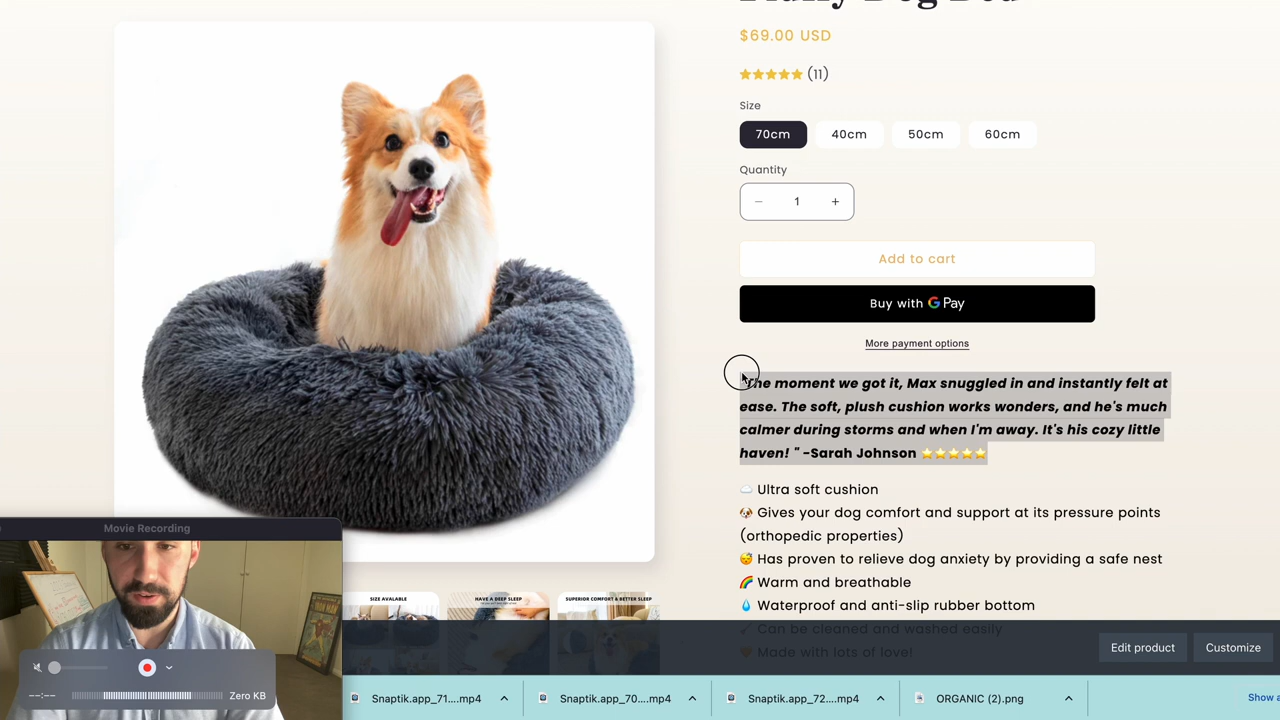 Fluffy Dog Bed
$69.00 USD
(11)
Size
70cm
40cm
50cm
60cm
Quantity
1
Add to cart
Buy with G Pay
More payment options
"The moment we got it, Max snuggled in and instantly felt at
ease. The soft, plush cushion works wonders, and he's much
calmer during storms and when I'm away. It's his cozy little
haven! " -Sarah Johnson ⭐⭐⭐⭐⭐
☁️ Ultra soft cushion
🐶 Gives your dog comfort and support at its pressure points
(orthopedic properties)
😴 Has proven to relieve dog anxiety by providing a safe nest
🌈 Warm and breathable
💧 Waterproof and anti-slip rubber bottom
🧹 Can be cleaned and washed easily
🧡 Made with lots of love!
SIZE AVALABLE
HAVE A DEEP SLEEP
SUPERIOR COMFORT & BETTER SLEEP
Edit product
Customize
Movie Recording
--:--
Zero KB
Snaptik.app_71....mp4
Snaptik.app_70....mp4
Snaptik.app_72....mp4
ORGANIC (2).png
Show a